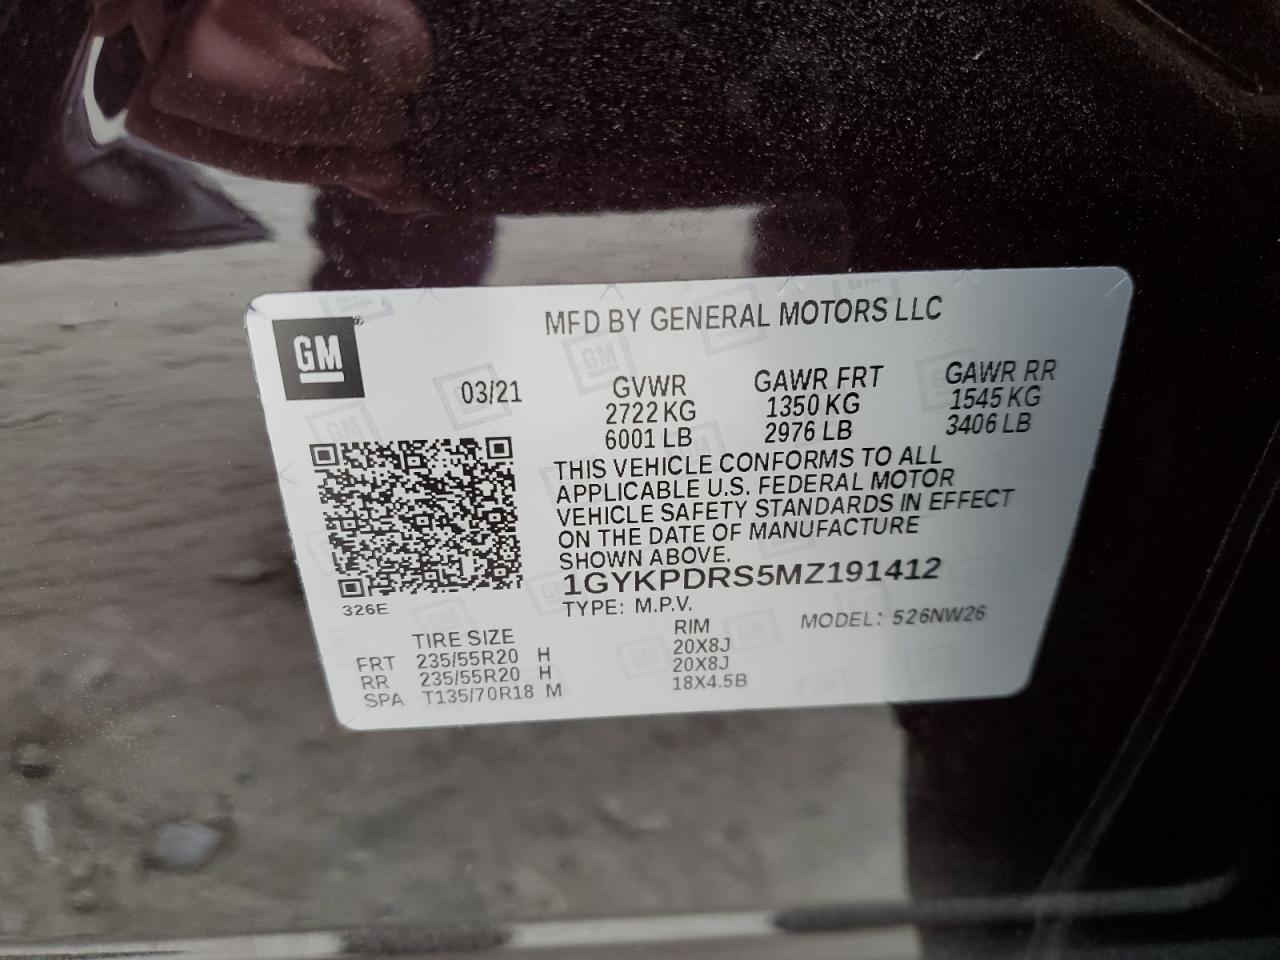 MFD BY GENERAL MOTORS LLC
GM
03/21 GVWR GAWR FRT GAWR RR
2722 KG 1350 KG 1545 KG
6001 LB 2976 LB 3406 LB
THIS VEHICLE CONFORMS TO ALL
APPLICABLE U.S. FEDERAL MOTOR
VEHICLE SAFETY STANDARDS IN EFFECT
ON THE DATE OF MANUFACTURE
SHOWN ABOVE.
1GYKPDRS5MZ191412
326E TYPE: M.P.V. MODEL: 526NW26
TIRE SIZE RIM
FRT 235/55R20 H 20X8J
RR 235/55R20 H 20X8J
SPA T135/70R18 M 18X4.5B